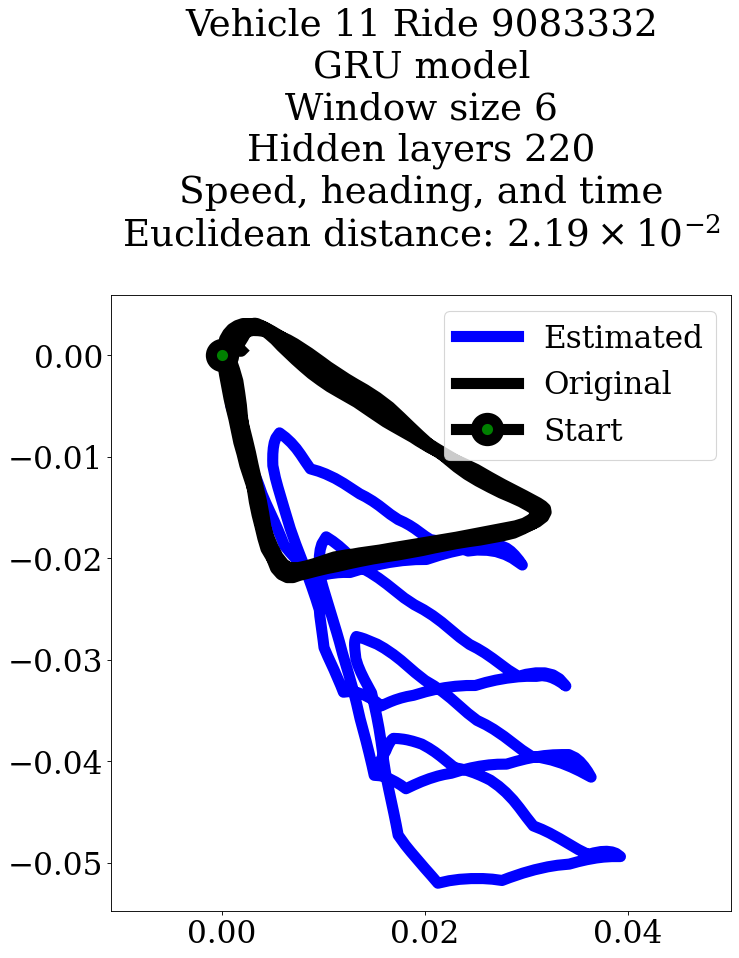 Vehicle 11 Ride 9083332
GRU model
Window size 6
Hidden layers 220
Speed, heading, and time
Euclidean distance: 2.19 × 10⁻²
Estimated
Original
Start
0.00
−0.01
−0.02
−0.03
−0.04
−0.05
0.00 0.02 0.04